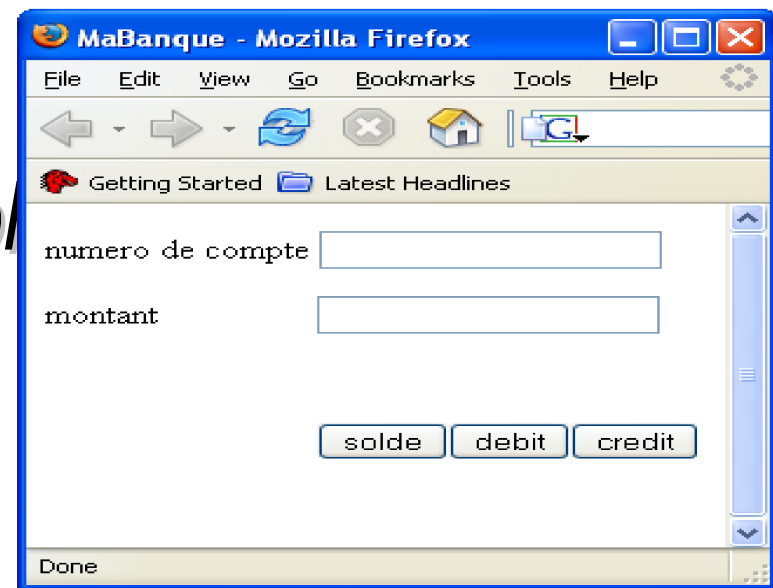 MaBanque - Mozilla Firefox
File Edit View Go Bookmarks Tools Help
G
Getting Started Latest Headlines
numero de compte
montant
solde debit credit
Done